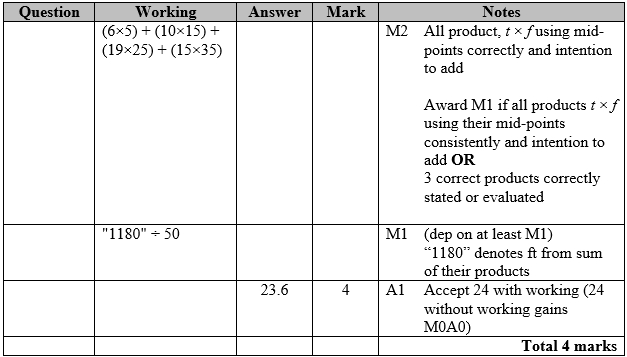 Question Working Answer Mark Notes
(6×5) + (10×15) + M2 All product, t × f using mid-
(19×25) + (15×35) points correctly and intention
to add
Award M1 if all products t × f
using their mid-points
consistently and intention to
add OR
3 correct products correctly
stated or evaluated
"1180" ÷ 50 M1 (dep on at least M1)
“1180” denotes ft from sum
of their products
23.6 4 A1 Accept 24 with working (24
without working gains
M0A0)
Total 4 marks